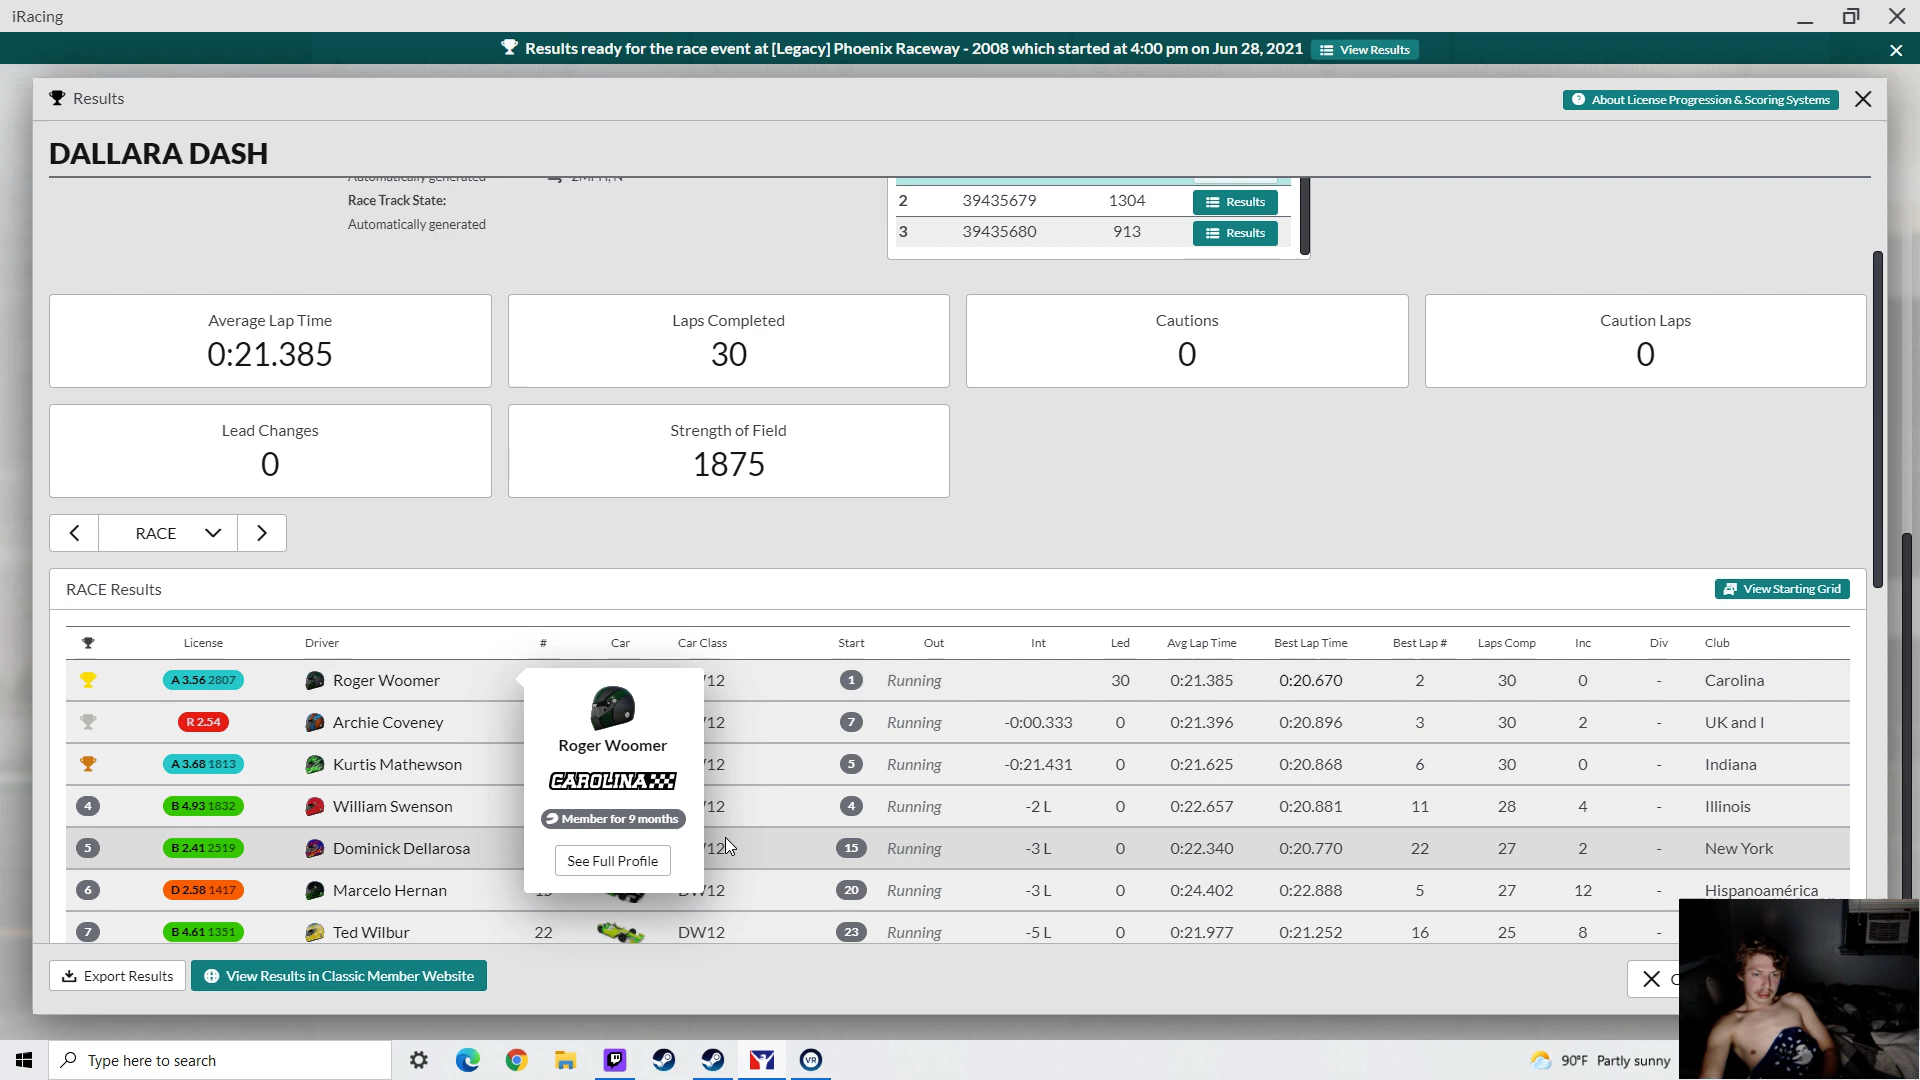 iRacing
Results ready for the race event at [Legacy] Phoenix Raceway - 2008 which started at 4:00 pm on Jun 28, 2021 View Results
Results About License Progression & Scoring Systems
DALLARA DASH
Automatically generated
Race Track State:
Automatically generated
2 39435679 1304 Results
3 39435680 913 Results
Average Lap Time Laps Completed Cautions Caution Laps
0:21.385 30 0 0
Lead Changes Strength of Field
0 1875
RACE
RACE Results View Starting Grid
License Driver # Car Car Class Start Out Int Led Avg Lap Time Best Lap Time Best Lap # Laps Comp Inc Div Club
A 3.56 2807 Roger Woomer 12 1 Running 30 0:21.385 0:20.670 2 30 0 - Carolina
R 2.54 Archie Coveney 12 7 Running -0:00.333 0 0:21.396 0:20.896 3 30 2 - UK and I
A 3.68 1813 Kurtis Mathewson 12 5 Running -0:21.431 0 0:21.625 0:20.868 6 30 0 - Indiana
4 B 4.93 1832 William Swenson 12 4 Running -2 L 0 0:22.657 0:20.881 11 28 4 - Illinois
5 B 2.41 2519 Dominick Dellarosa 12 15 Running -3 L 0 0:22.340 0:20.770 22 27 2 - New York
6 D 2.58 1417 Marcelo Hernan DW12 20 Running -3 L 0 0:24.402 0:22.888 5 27 12 - Hispanoamérica
7 B 4.61 1351 Ted Wilbur 22 DW12 23 Running -5 L 0 0:21.977 0:21.252 16 25 8 -
Roger Woomer
CAROLINA
Member for 9 months
See Full Profile
Export Results View Results in Classic Member Website
Type here to search 90°F Partly sunny